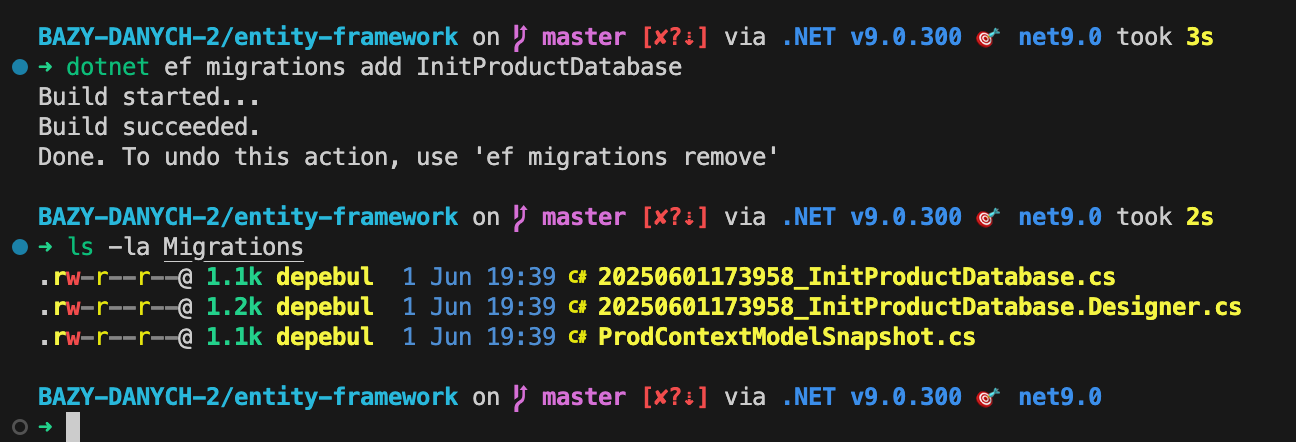 BAZY-DANYCH-2/entity-framework on master [✘?⇣] via .NET v9.0.300 🎯 net9.0 took 3s
➜ dotnet ef migrations add InitProductDatabase
Build started...
Build succeeded.
Done. To undo this action, use 'ef migrations remove'
BAZY-DANYCH-2/entity-framework on master [✘?⇣] via .NET v9.0.300 🎯 net9.0 took 2s
➜ ls -la Migrations
.rw-r--r--@ 1.1k depebul 1 Jun 19:39 C# 20250601173958_InitProductDatabase.cs
.rw-r--r--@ 1.2k depebul 1 Jun 19:39 C# 20250601173958_InitProductDatabase.Designer.cs
.rw-r--r--@ 1.1k depebul 1 Jun 19:39 C# ProdContextModelSnapshot.cs
BAZY-DANYCH-2/entity-framework on master [✘?⇣] via .NET v9.0.300 🎯 net9.0
➜